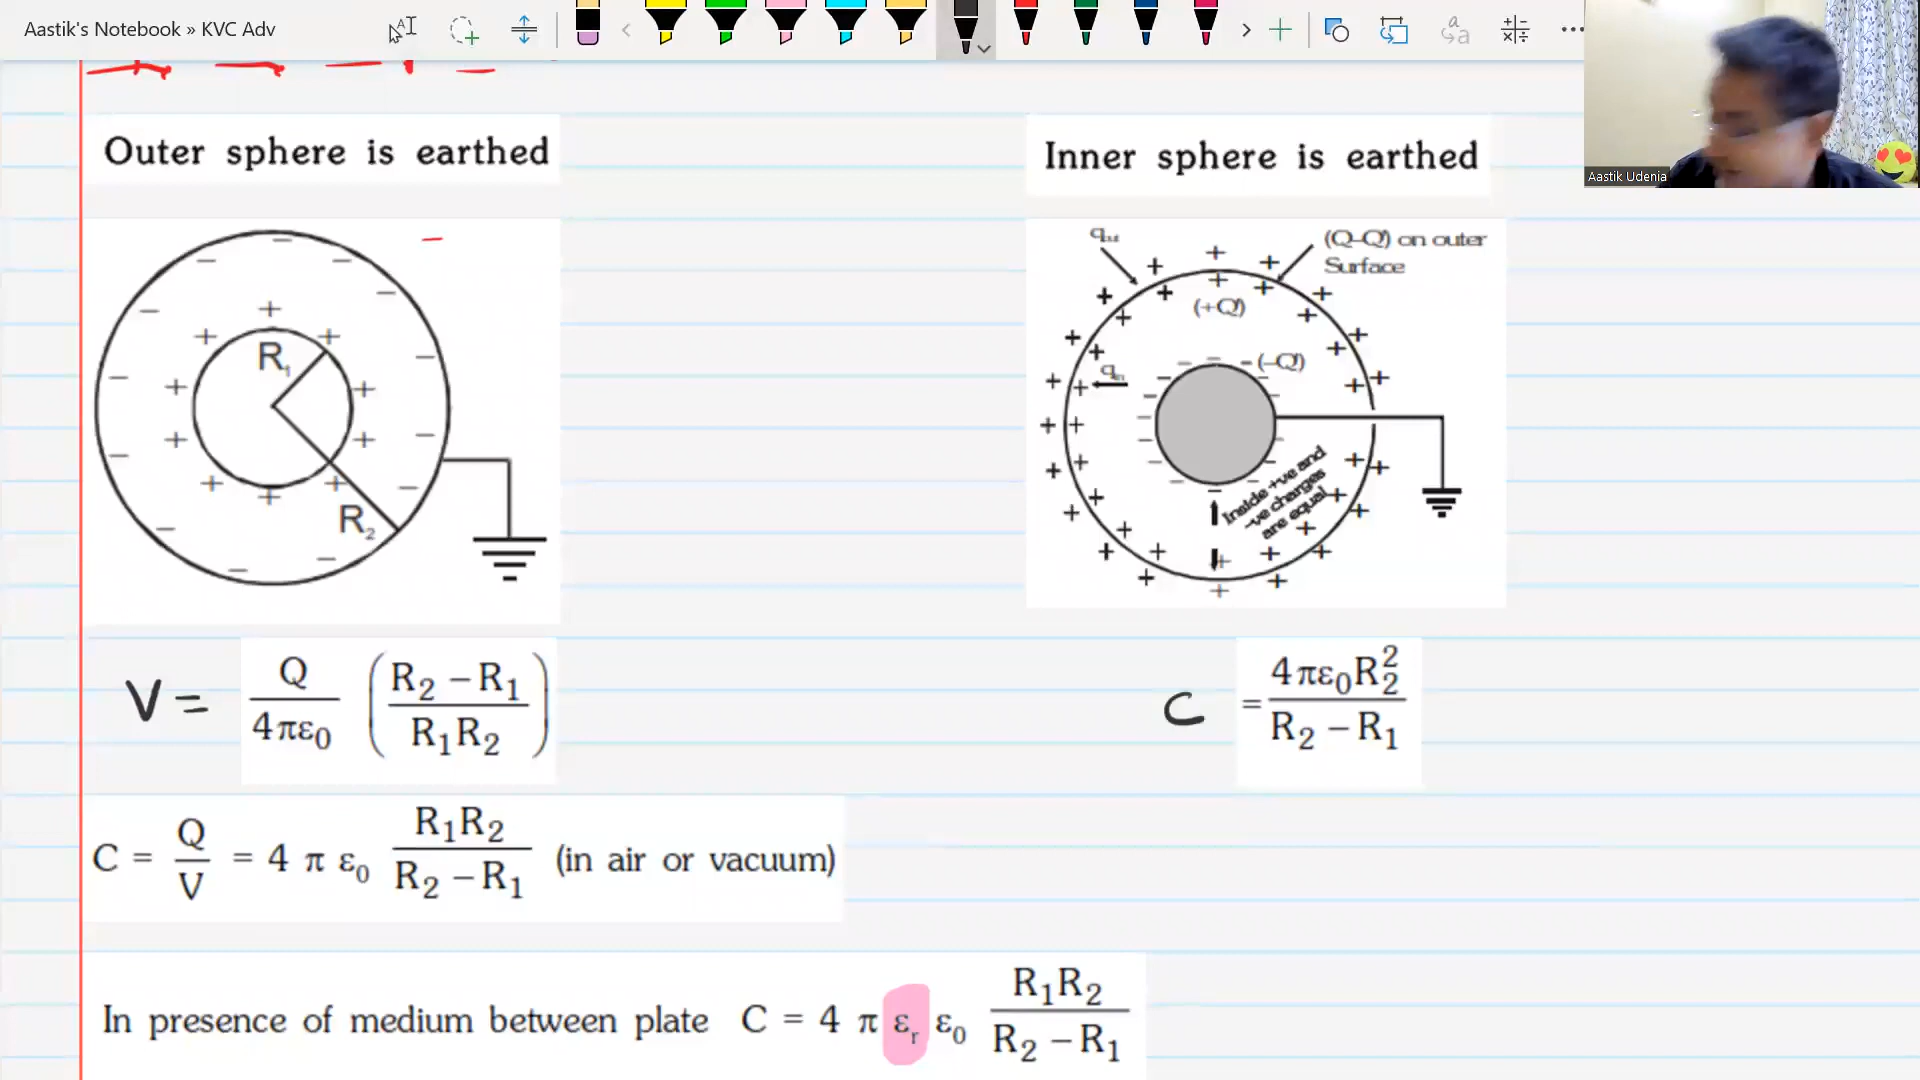 Aastik's Notebook » KVC Adv
Aastik Udenia
Outer sphere is earthed
Inner sphere is earthed
R₁
R₂
(Q–Q') on outer
Surface
(+Q')
(–Q')
Inside +ve and
-ve charges
are equal
V = Q/4πε₀ ((R₂ – R₁)/(R₁R₂))
C = 4πε₀R₂²/(R₂ – R₁)
C = Q/V = 4 π ε₀ R₁R₂/(R₂ – R₁) (in air or vacuum)
In presence of medium between plate C = 4 π εᵣ ε₀ R₁R₂/(R₂ – R₁)